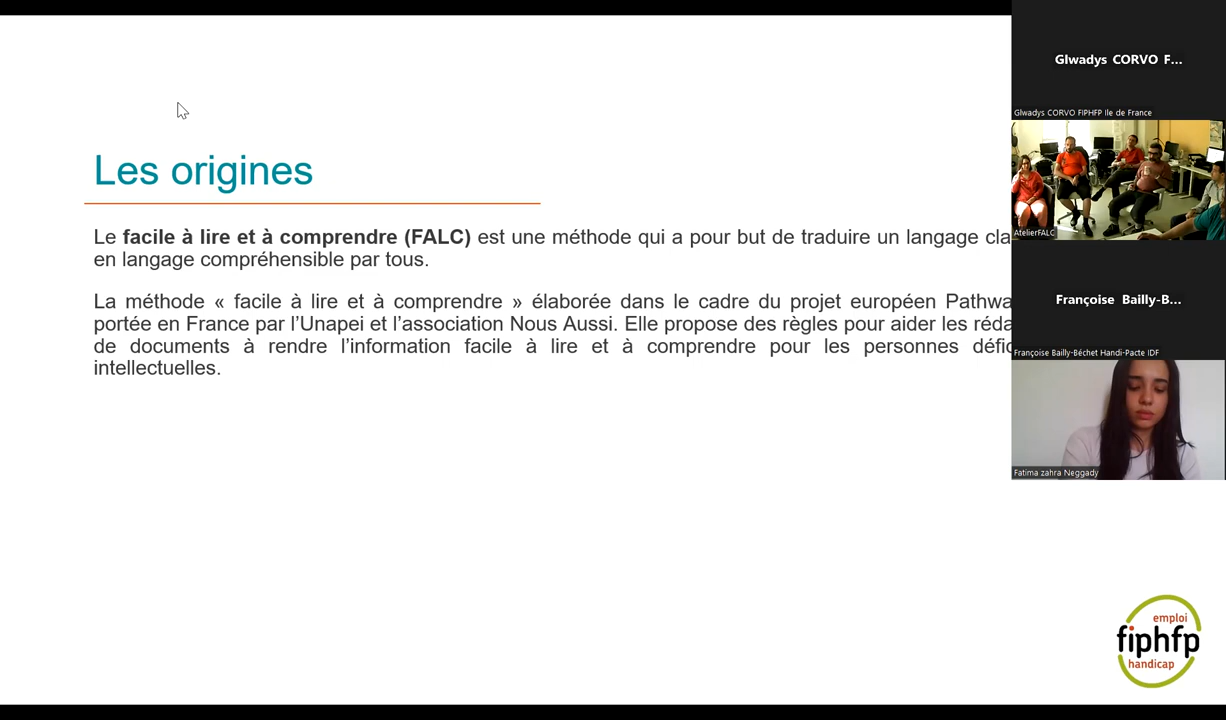 Les origines
Le facile à lire et à comprendre (FALC) est une méthode qui a pour but de traduire un langage
en langage compréhensible par tous.
La méthode « facile à lire et à comprendre » élaborée dans le cadre du projet européen
portée en France par l'Unapei et l'association Nous Aussi. Elle propose des règles pour aider les
de documents à rendre l'information facile à lire et à comprendre pour les personnes
intellectuelles.
Glwadys CORVO F...
Glwadys CORVO FIPHFP Ile de France
AtelierFALC
Françoise Bailly-B...
Françoise Bailly-Béchet Handi-Pacte IDF
Fatima zahra Neggady
emploi
fiphfp
handicap